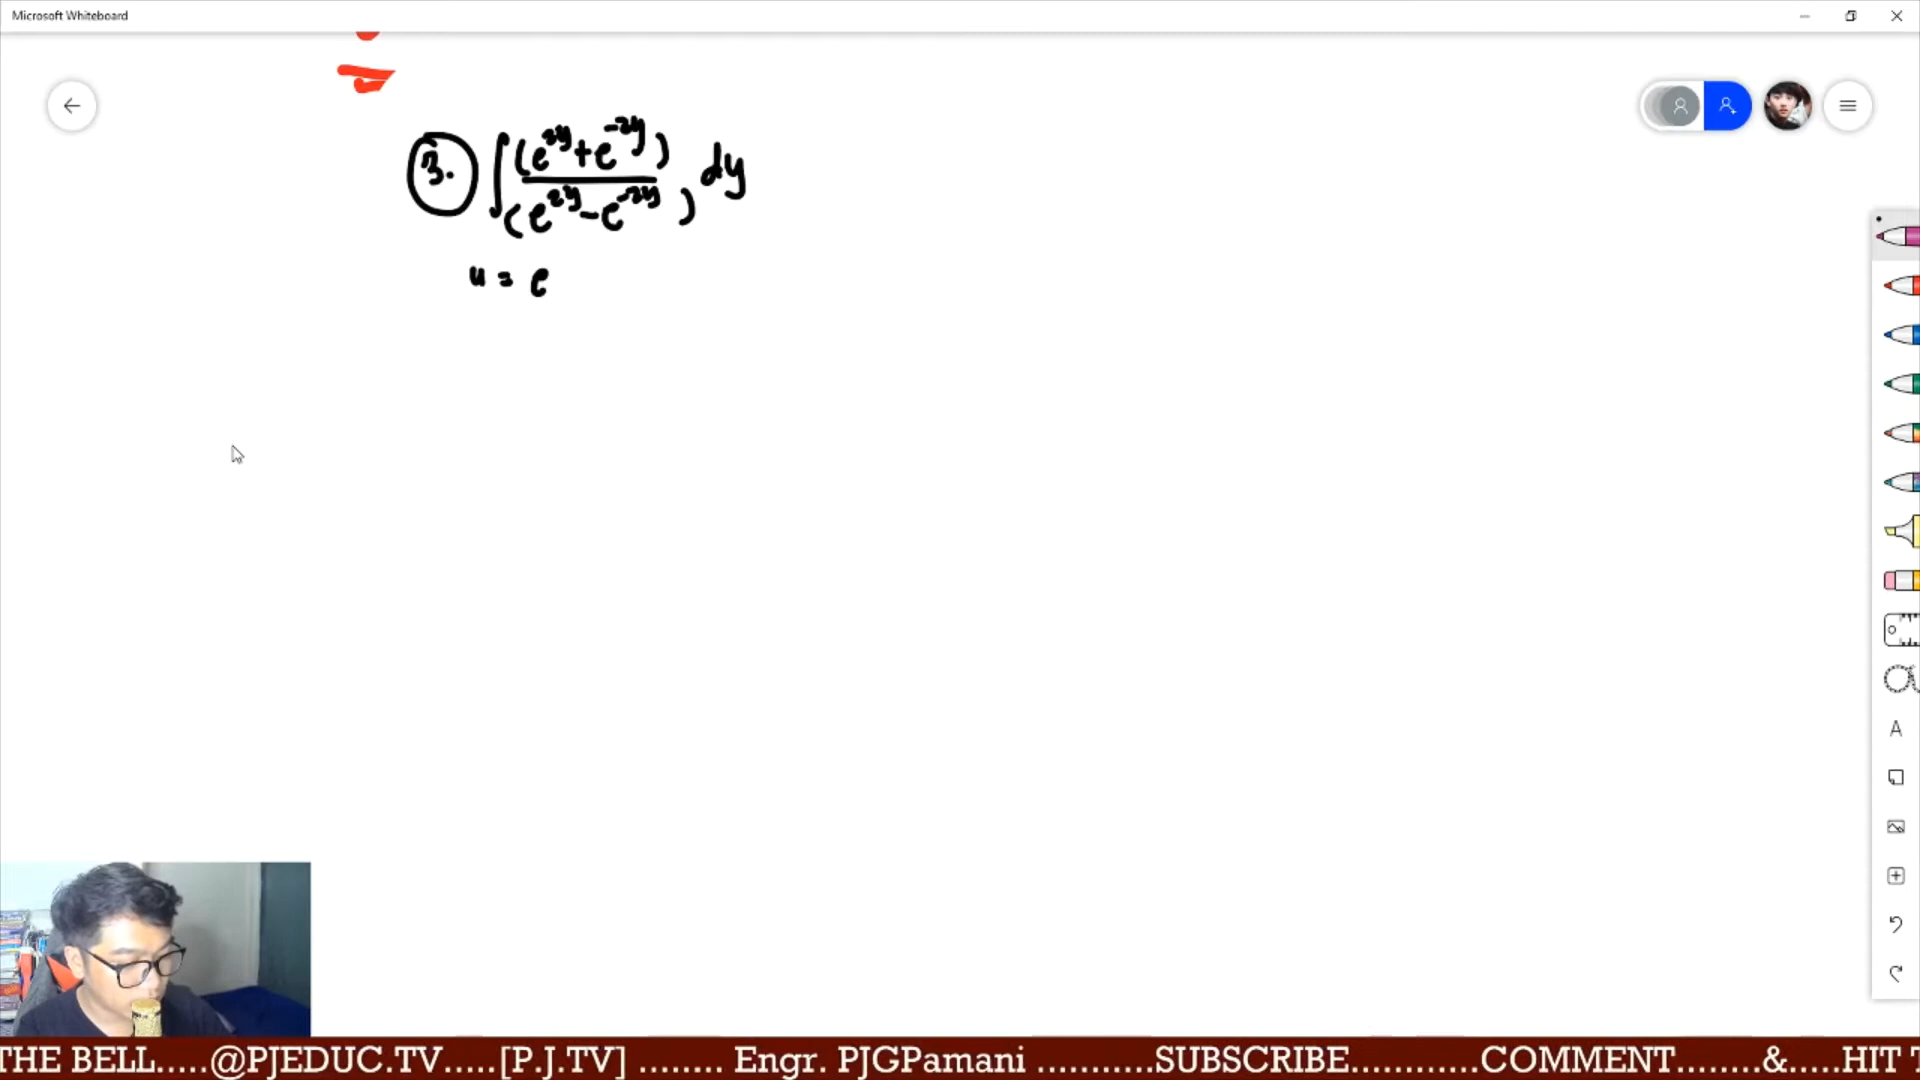 Microsoft Whiteboard
3. ∫ (e^{2y} + e^{-2y}) / (e^{2y} - e^{-2y}) dy
u = e
A
THE BELL.....@PJEDUC.TV.....[P.J.TV] ........ Engr. PJGPamani ...........SUBSCRIBE............COMMENT........&.....HIT T